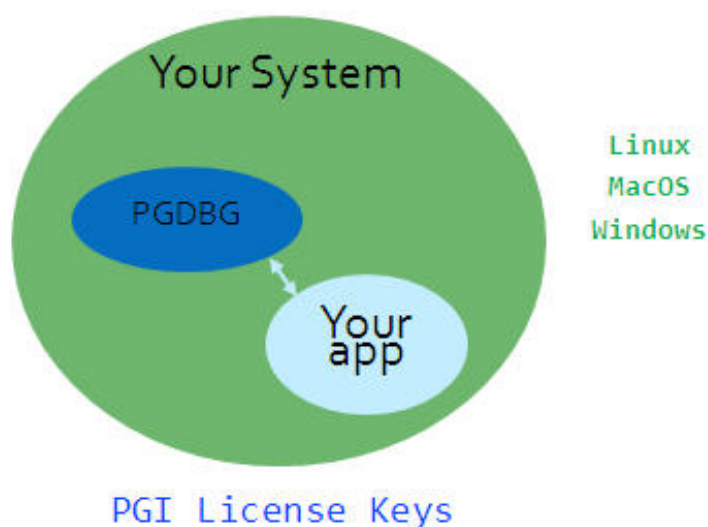 Your System
Linux
MacOS
Windows
PGDBG
Your
app
PGI License Keys